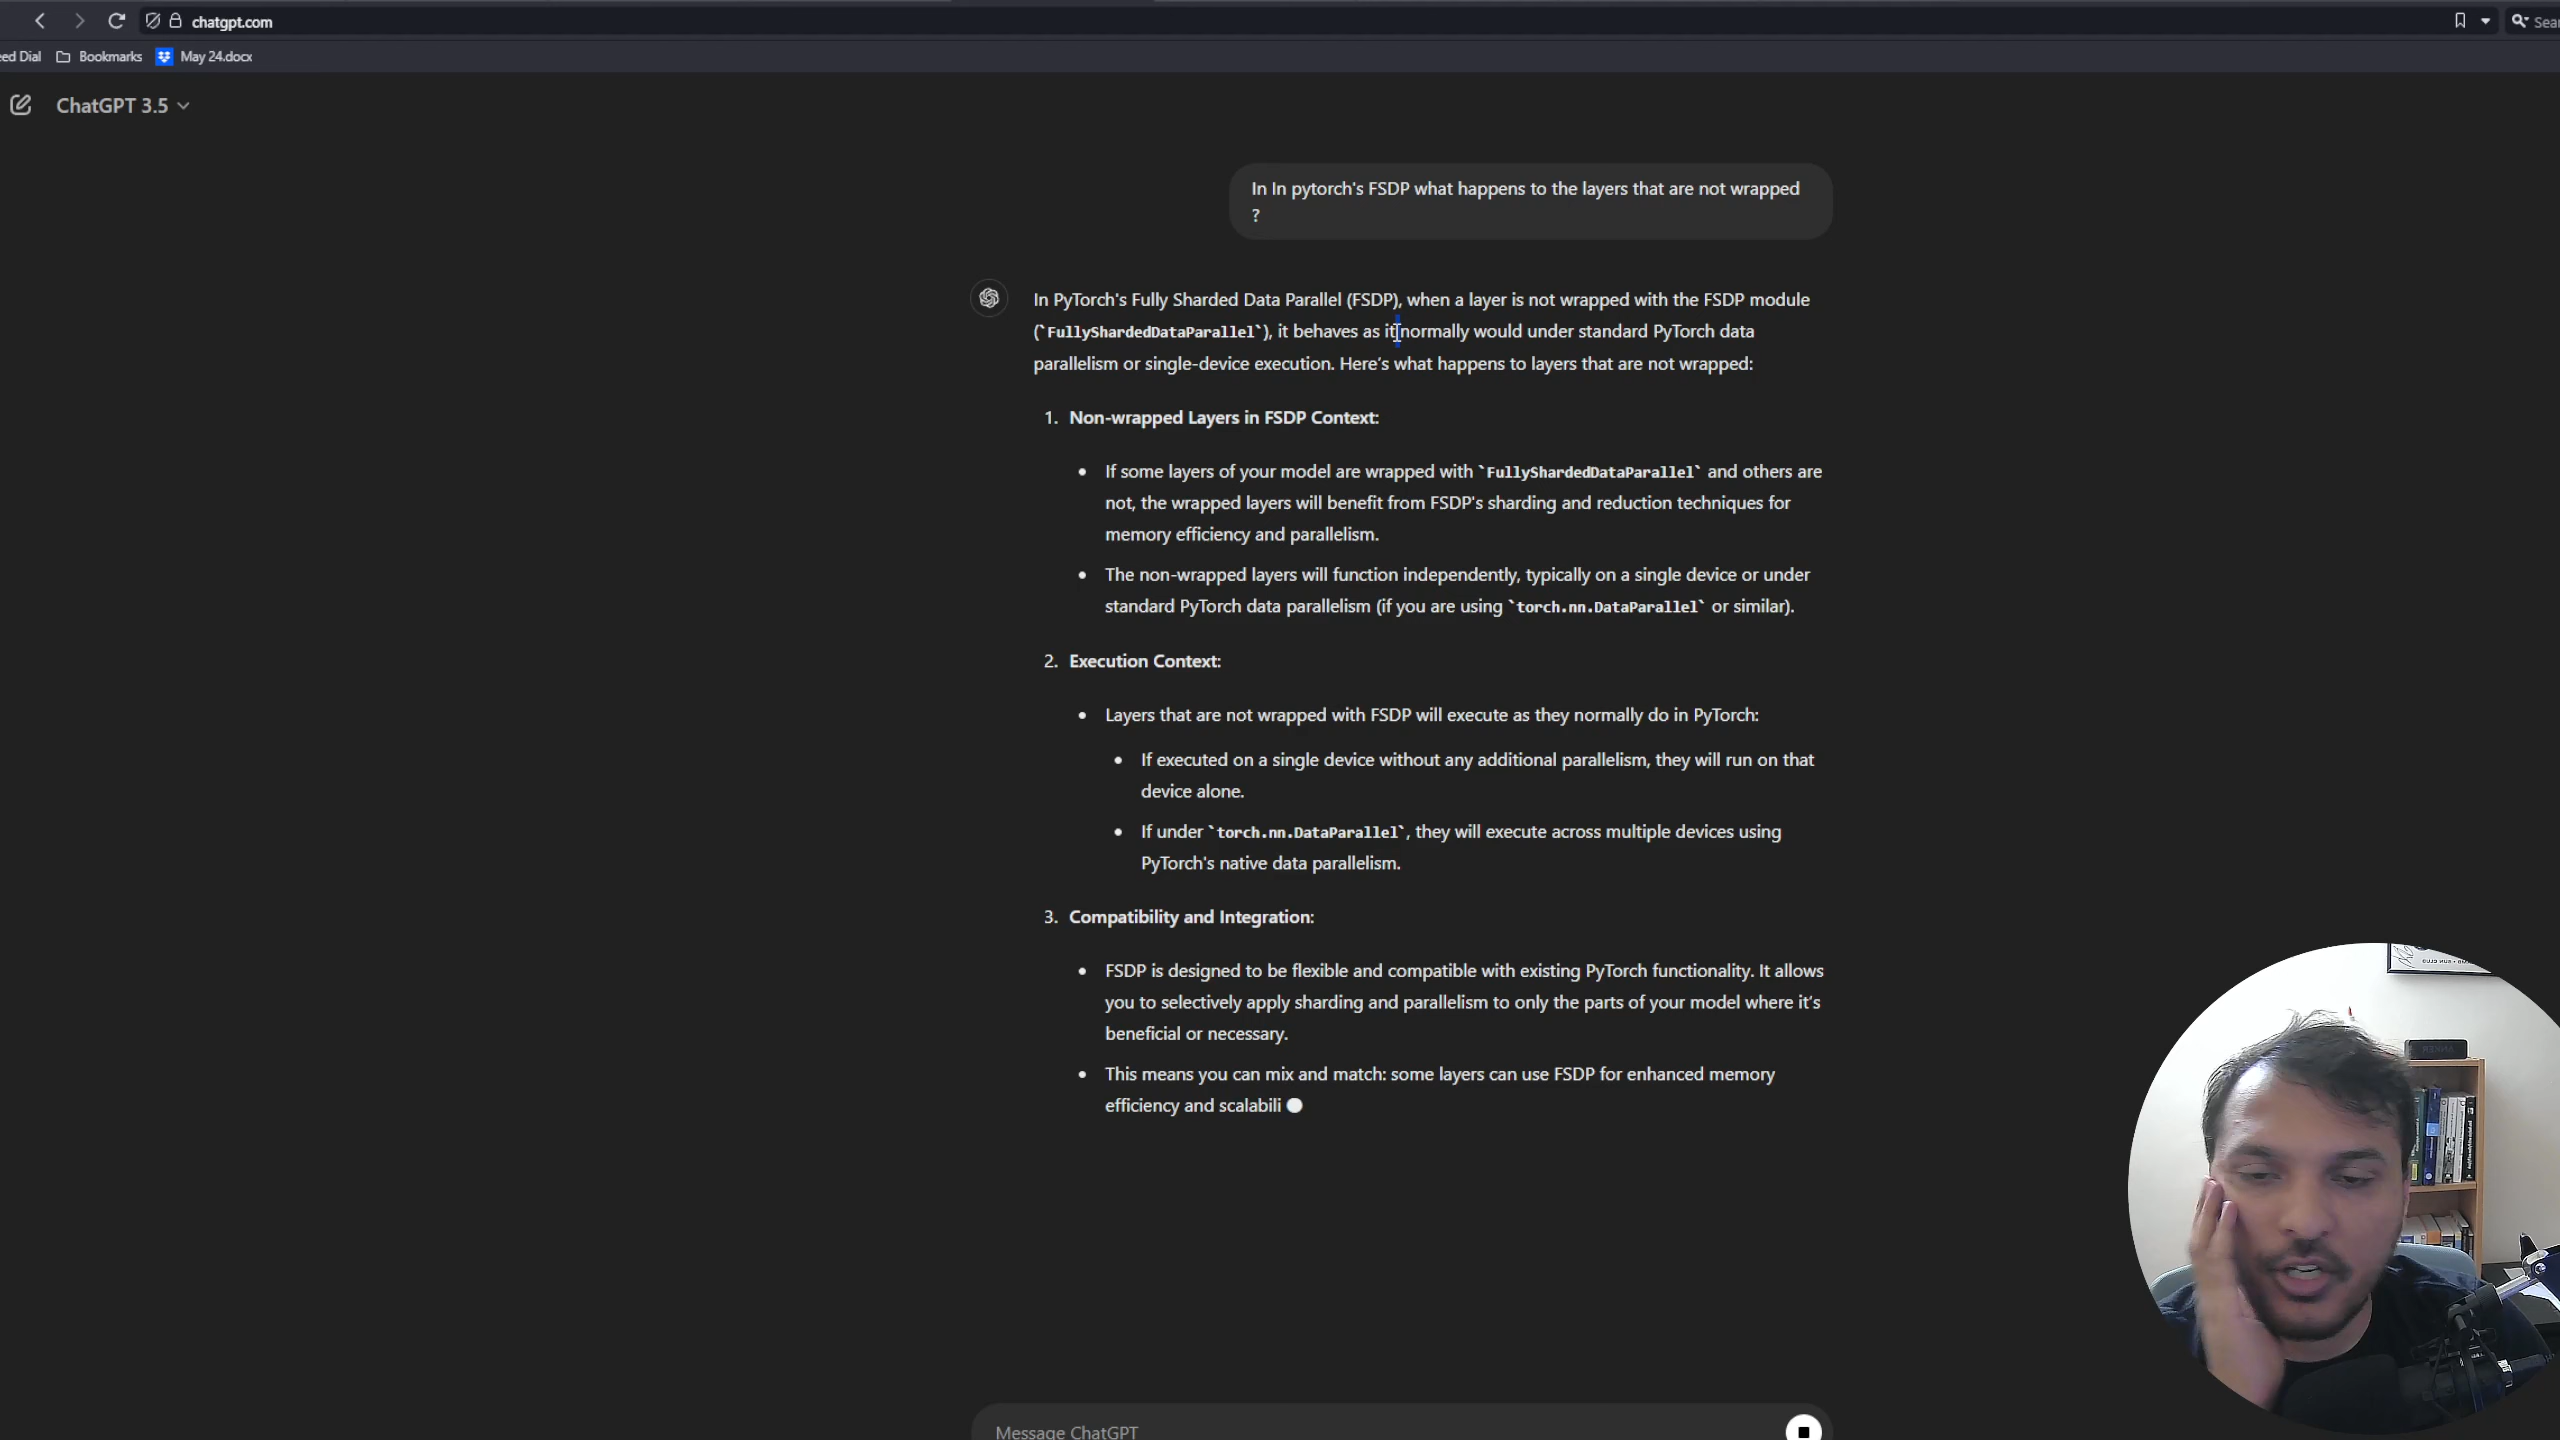 chatgpt.com
Sear
eed Dial
Bookmarks
May 24.docx
ChatGPT 3.5
In In pytorch's FSDP what happens to the layers that are not wrapped
?
In PyTorch's Fully Sharded Data Parallel (FSDP), when a layer is not wrapped with the FSDP module
(`FullyShardedDataParallel`), it behaves as it normally would under standard PyTorch data
parallelism or single-device execution. Here's what happens to layers that are not wrapped:
1. Non-wrapped Layers in FSDP Context:
• If some layers of your model are wrapped with `FullyShardedDataParallel` and others are
not, the wrapped layers will benefit from FSDP's sharding and reduction techniques for
memory efficiency and parallelism.
• The non-wrapped layers will function independently, typically on a single device or under
standard PyTorch data parallelism (if you are using `torch.nn.DataParallel` or similar).
2. Execution Context:
• Layers that are not wrapped with FSDP will execute as they normally do in PyTorch:
• If executed on a single device without any additional parallelism, they will run on that
device alone.
• If under `torch.nn.DataParallel`, they will execute across multiple devices using
PyTorch's native data parallelism.
3. Compatibility and Integration:
• FSDP is designed to be flexible and compatible with existing PyTorch functionality. It allows
you to selectively apply sharding and parallelism to only the parts of your model where it's
beneficial or necessary.
• This means you can mix and match: some layers can use FSDP for enhanced memory
efficiency and scalabili
Message ChatGPT